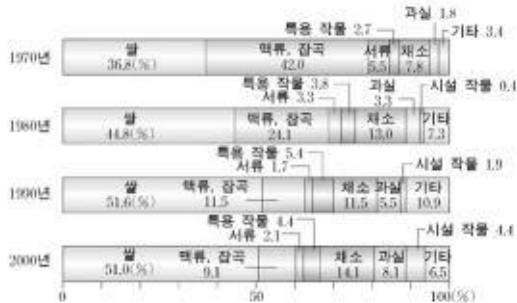 과실 1.8
특용 작물 2.7 기타 3.4
1970년 쌀 36.8(%) 맥류, 잡곡 42.0 서류 5.5 채소 7.8
특용 작물 3.8 과실 3.3 시설 작물 0.4
서류 3.3
1980년 쌀 44.8(%) 맥류, 잡곡 24.1 채소 13.0 기타 7.3
특용 작물 5.4
서류 1.7 시설 작물 1.9
1990년 쌀 51.6(%) 맥류, 잡곡 11.5 채소 11.5 과실 5.5 기타 10.9
특용 작물 4.4
서류 2.1 시설 작물 4.4
2000년 쌀 51.0(%) 맥류, 잡곡 9.1 채소 14.1 과실 8.1 기타 6.5
0 50 100(%)